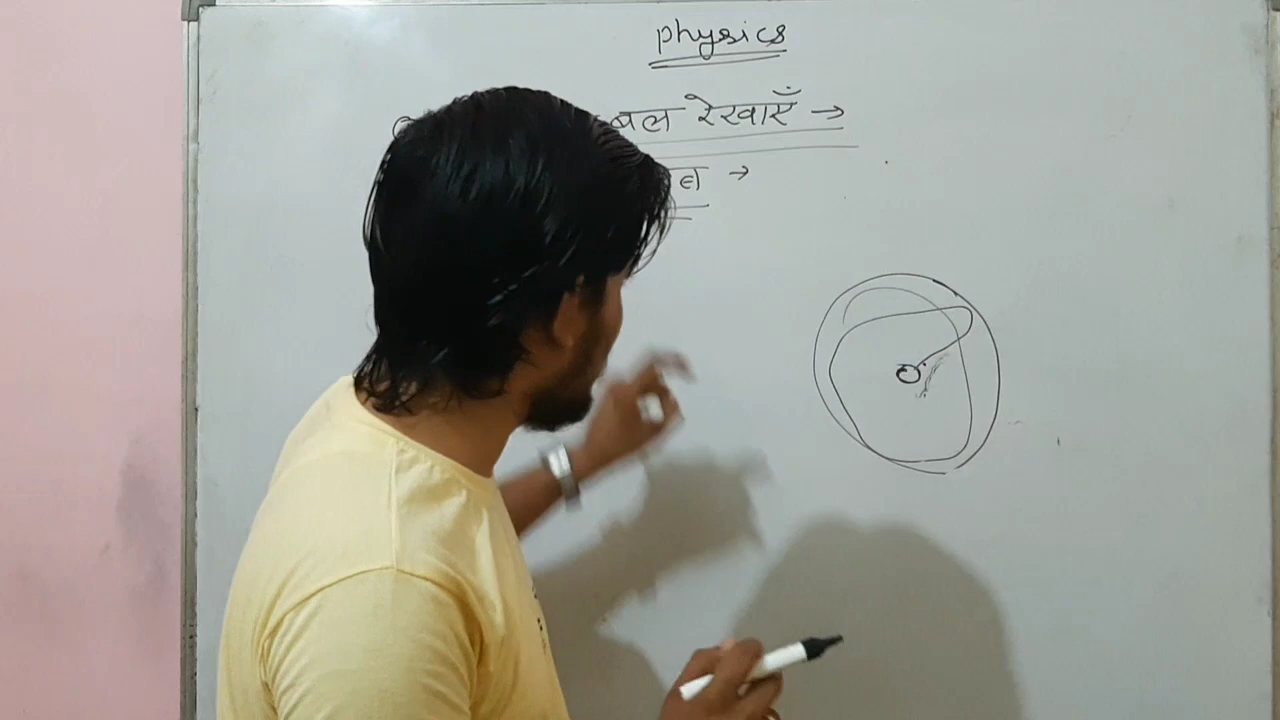 physics
बल रेखाएँ →
→